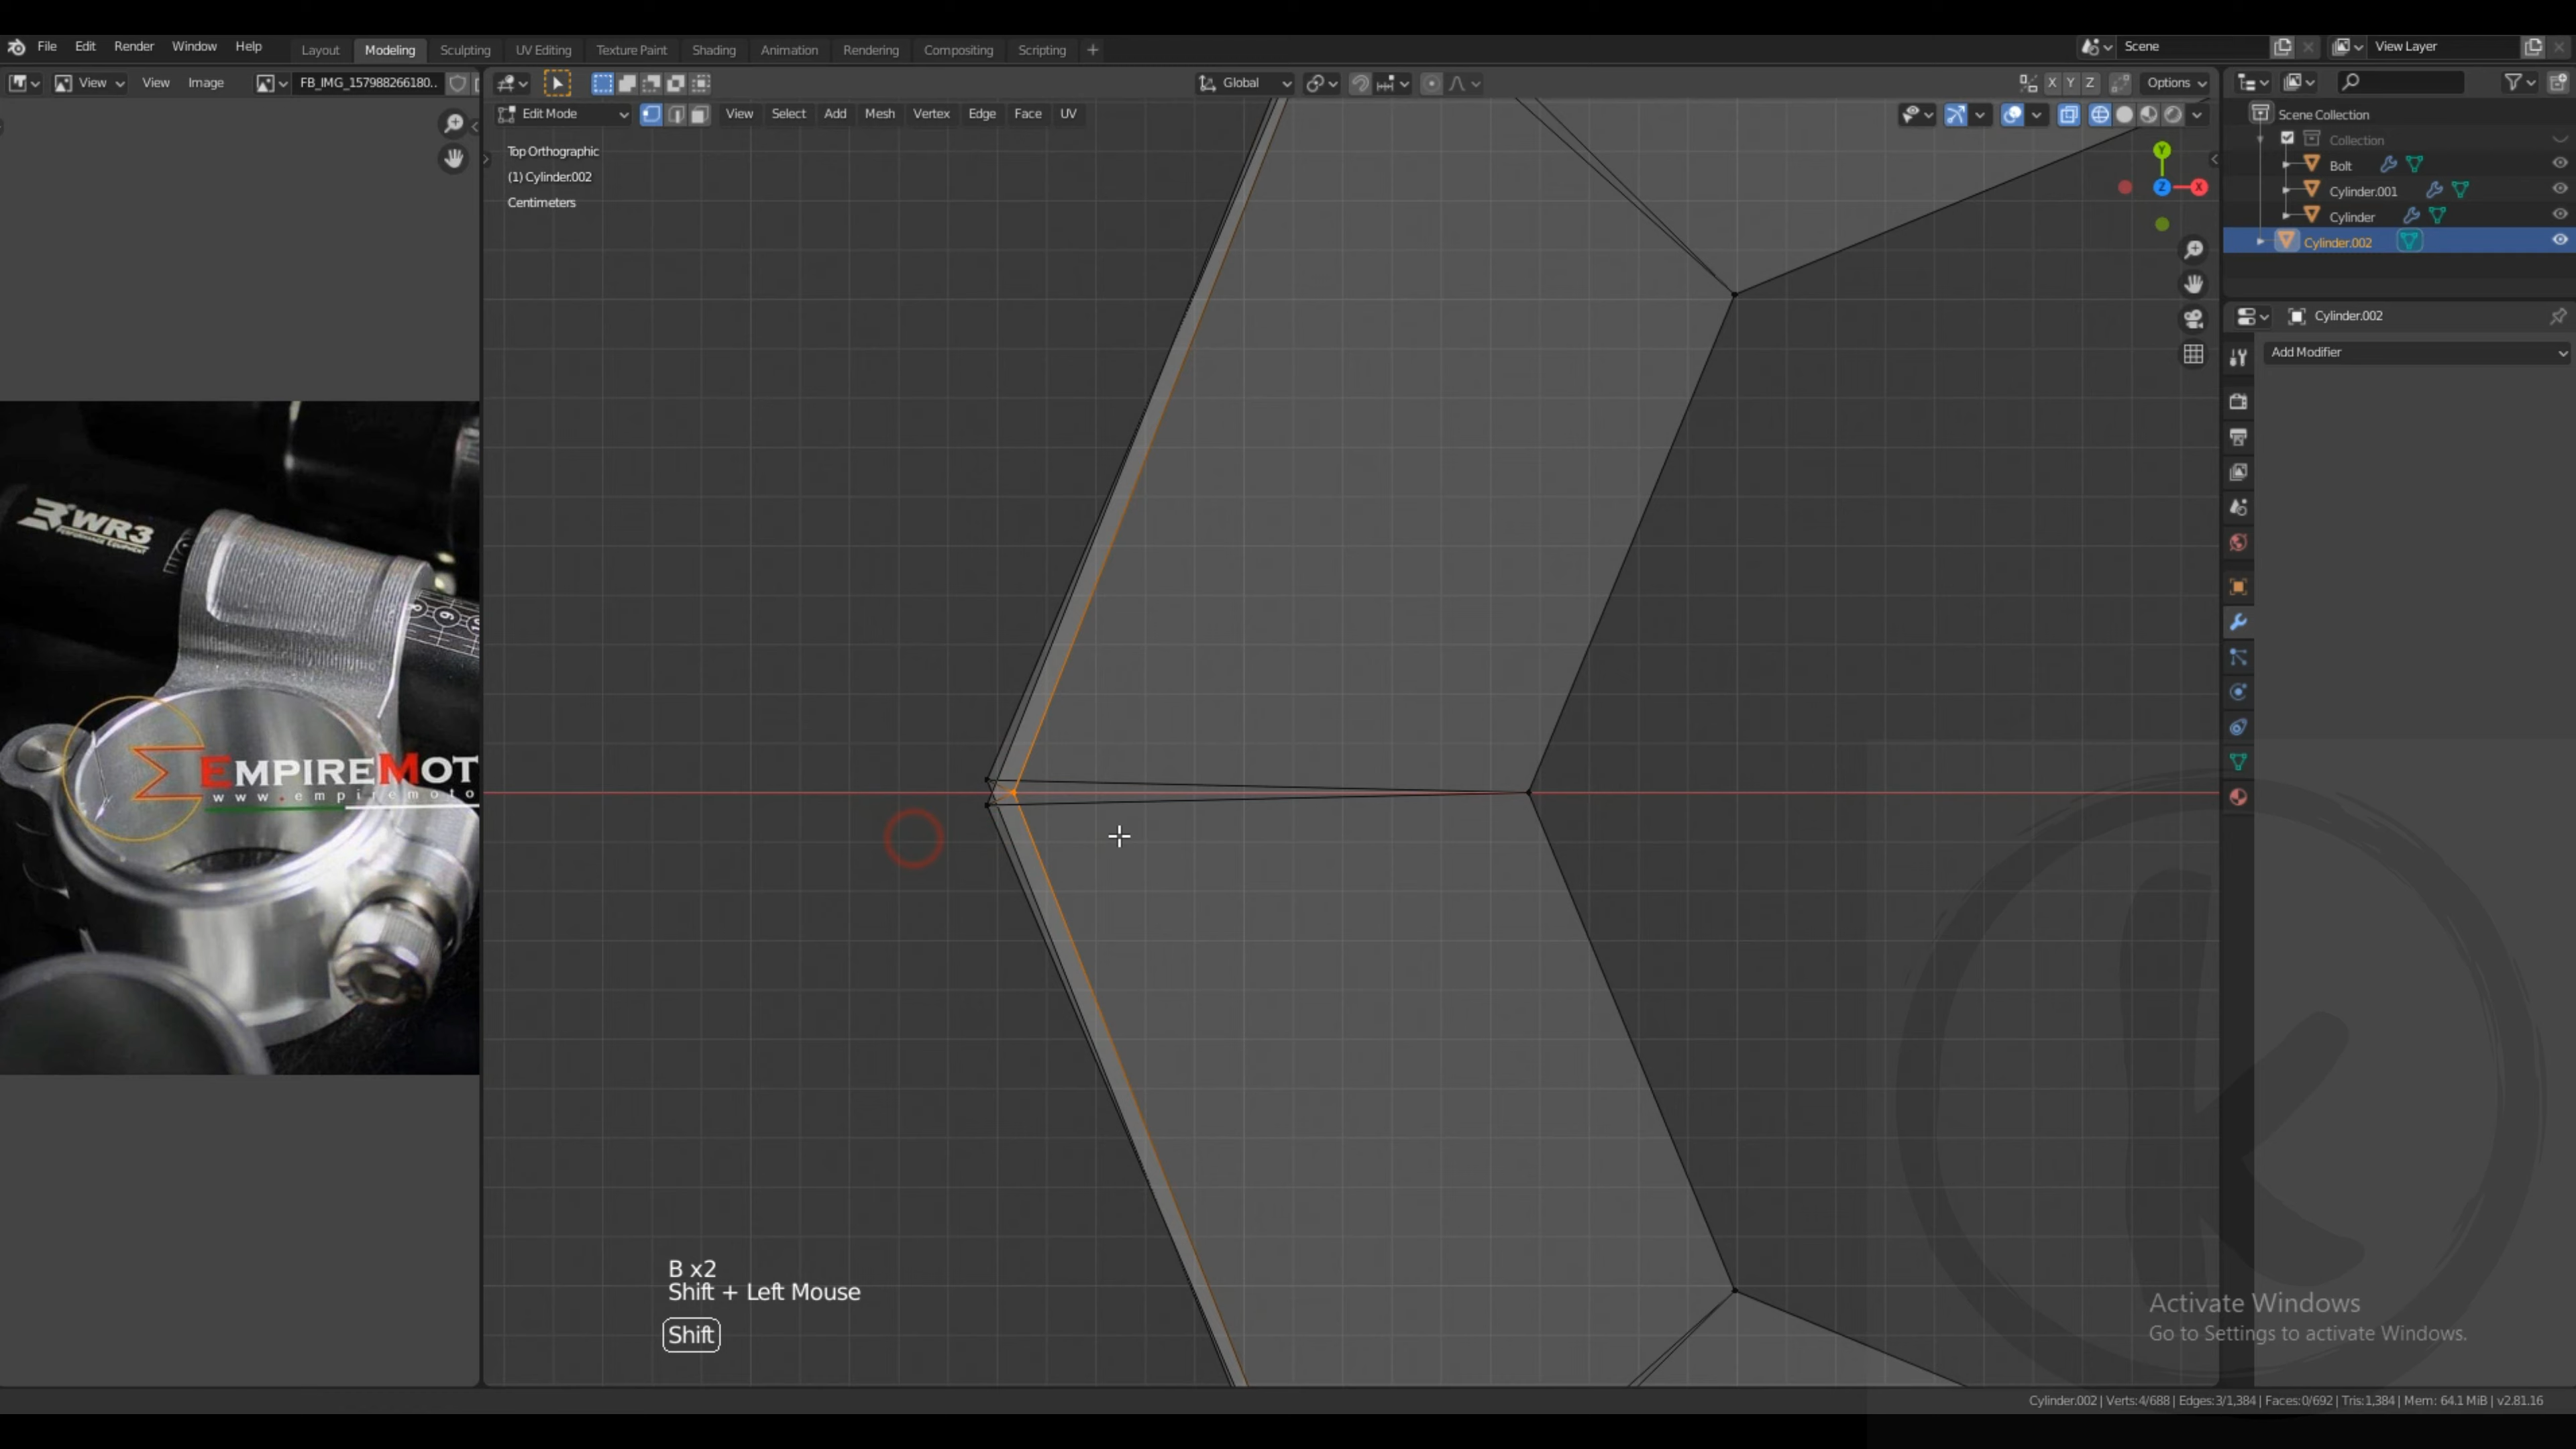 File Edit Render Window Help
Layout Modeling Sculpting UV Editing Texture Paint Shading Animation Rendering Compositing Scripting
Scene
View Layer
View View Image FB_IMG_157988266180..
Global
X Y Z Options
Edit Mode View Select Add Mesh Vertex Edge Face UV
Scene Collection
Collection
Bolt
Cylinder.001
Cylinder
Cylinder.002
Top Orthographic
(1) Cylinder.002
Centimeters
Y
Z
X
Cylinder.002
Add Modifier
WR3
EMPIREMOT
www.empiremoto
B x2
Shift + Left Mouse
Shift
Activate Windows
Go to Settings to activate Windows.
Cylinder.002 | Verts:4/688 | Edges:3/1,384 | Faces:0/692 | Tris:1,384 | Mem: 64.1 MiB | v2.81.16